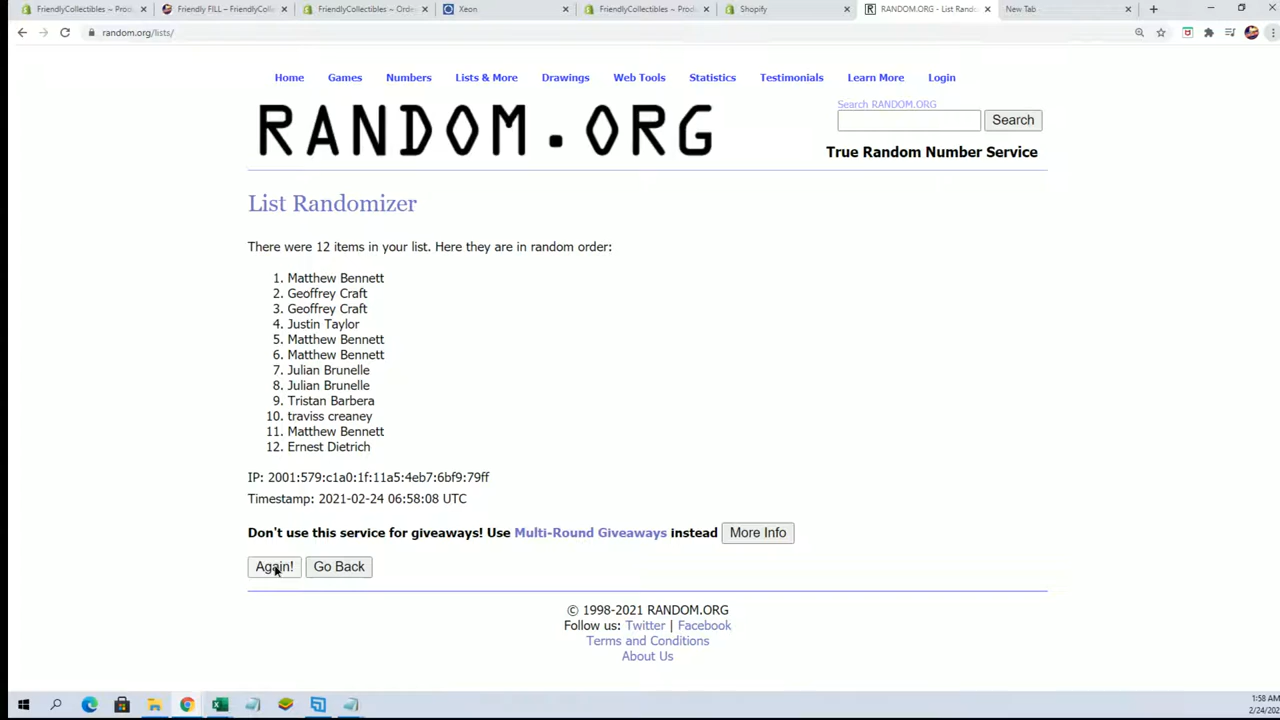 FriendlyCollectibles ~ Prod
Friendly FILL – FriendlyColle
FriendlyCollectibles ~ Orde
Xeon
FriendlyCollectibles ~ Prod
Shopify
RANDOM.ORG - List Rando
New Tab
random.org/lists/
Home Games Numbers Lists & More Drawings Web Tools Statistics Testimonials Learn More Login
RANDOM.ORG
Search RANDOM.ORG
Search
True Random Number Service
List Randomizer
There were 12 items in your list. Here they are in random order:
1. Matthew Bennett
2. Geoffrey Craft
3. Geoffrey Craft
4. Justin Taylor
5. Matthew Bennett
6. Matthew Bennett
7. Julian Brunelle
8. Julian Brunelle
9. Tristan Barbera
10. traviss creaney
11. Matthew Bennett
12. Ernest Dietrich
IP: 2001:579:c1a0:1f:11a5:4eb7:6bf9:79ff
Timestamp: 2021-02-24 06:58:08 UTC
Don't use this service for giveaways! Use Multi-Round Giveaways instead More Info
Again! Go Back
© 1998-2021 RANDOM.ORG
Follow us: Twitter | Facebook
Terms and Conditions
About Us
1:58 AM
2/24/202